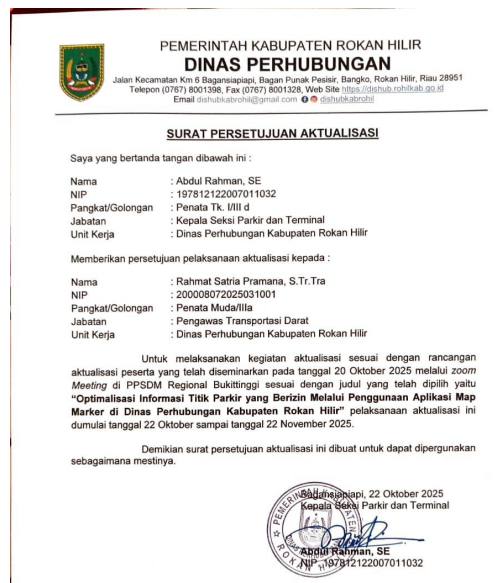 PEMERINTAH KABUPATEN ROKAN HILIR
DINAS PERHUBUNGAN
Jalan Kecamatan Km 6 Bagansiapiapi, Bagan Punak Pesisir, Bangko, Rokan Hilir, Riau 28951
Telepon (0767) 8001398, Fax (0767) 8001328, Web Site https://dishub.rohilkab.go.id
Email dishubkabrohil@gmail.com dishubkabrohil
SURAT PERSETUJUAN AKTUALISASI
Saya yang bertanda tangan dibawah ini :
Nama : Abdul Rahman, SE
NIP : 197812122007011032
Pangkat/Golongan : Penata Tk. I/III d
Jabatan : Kepala Seksi Parkir dan Terminal
Unit Kerja : Dinas Perhubungan Kabupaten Rokan Hilir
Memberikan persetujuan pelaksanaan aktualisasi kepada :
Nama : Rahmat Satria Pramana, S.Tr.Tra
NIP : 200008072025031001
Pangkat/Golongan : Penata Muda/IIIa
Jabatan : Pengawas Transportasi Darat
Unit Kerja : Dinas Perhubungan Kabupaten Rokan Hilir
Untuk melaksanakan kegiatan aktualisasi sesuai dengan rancangan
aktualisasi peserta yang telah diseminarkan pada tanggal 20 Oktober 2025 melalui zoom
Meeting di PPSDM Regional Bukittinggi sesuai dengan judul yang telah dipilih yaitu
“Optimalisasi Informasi Titik Parkir yang Berizin Melalui Penggunaan Aplikasi Map
Marker di Dinas Perhubungan Kabupaten Rokan Hilir” pelaksanaan aktualisasi ini
dumulai tanggal 22 Oktober sampai tanggal 22 November 2025.
Demikian surat persetujuan aktualisasi ini dibuat untuk dapat dipergunakan
sebagaimana mestinya.
Bagansiapiapi, 22 Oktober 2025
Kepala Seksi Parkir dan Terminal
Abdul Rahman, SE
NIP. 197812122007011032